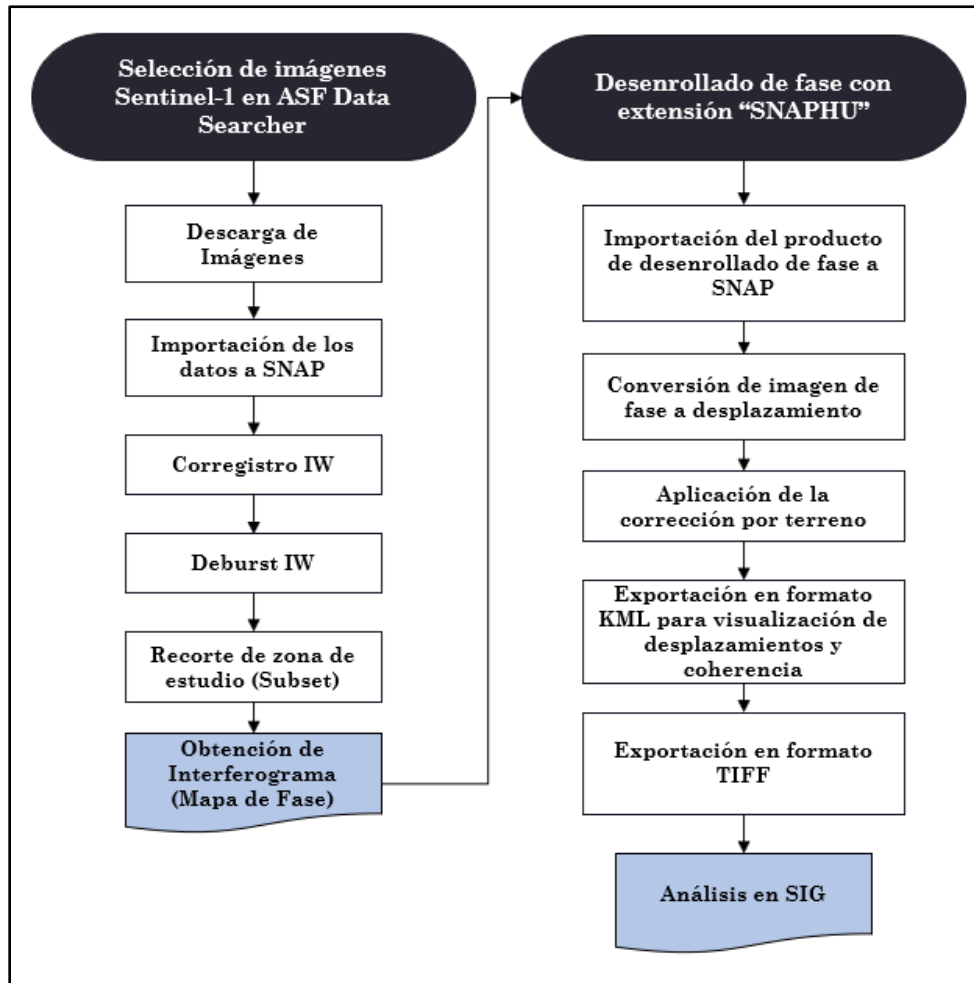 Selección de imágenes
Sentinel-1 en ASF Data
Searcher
Descarga de
Imágenes
Importación de los
datos a SNAP
Corregistro IW
Deburst IW
Recorte de zona de
estudio (Subset)
Obtención de
Interferograma
(Mapa de Fase)
Desenrollado de fase con
extensión “SNAPHU”
Importación del producto
de desenrollado de fase a
SNAP
Conversión de imagen de
fase a desplazamiento
Aplicación de la
corrección por terreno
Exportación en formato
KML para visualización de
desplazamientos y
coherencia
Exportación en formato
TIFF
Análisis en SIG